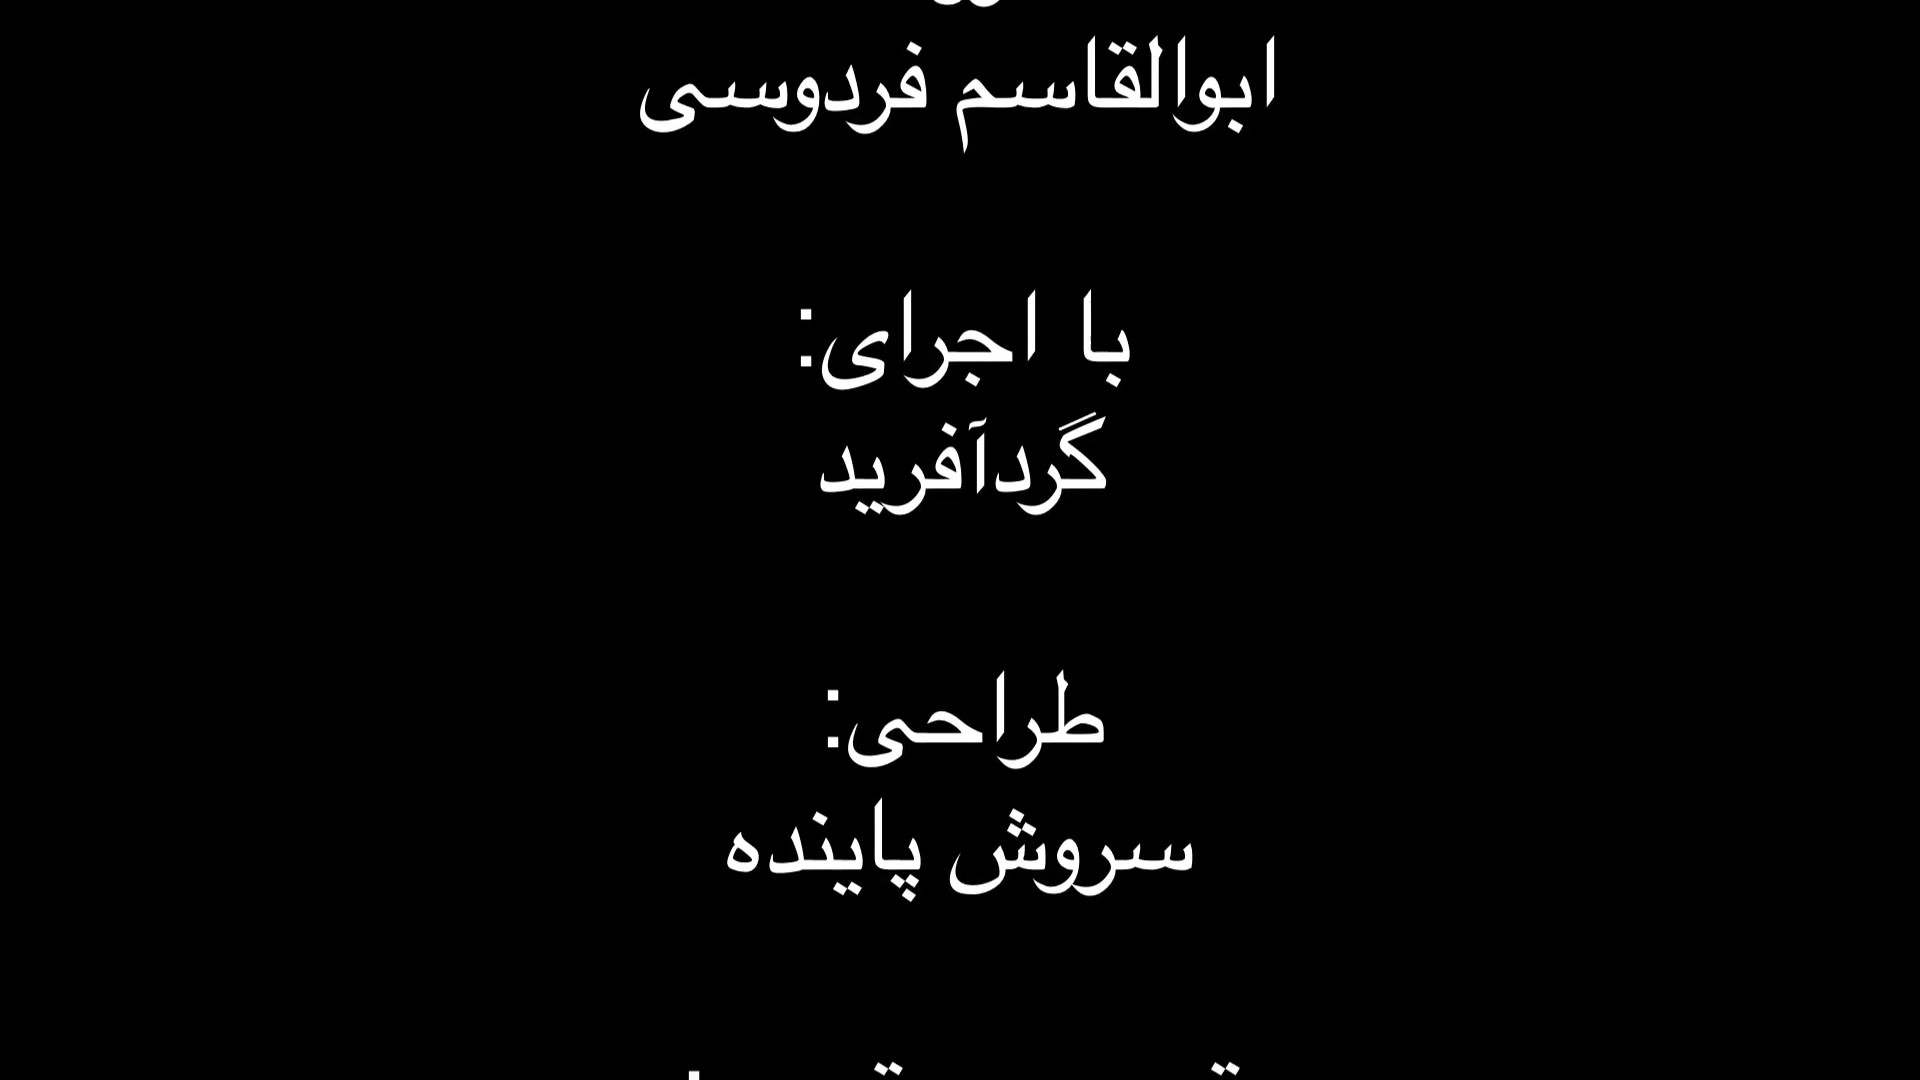 ابوالقاسم فردوسی
با اجرای:
گردآفرید
طراحی:
سروش پاینده